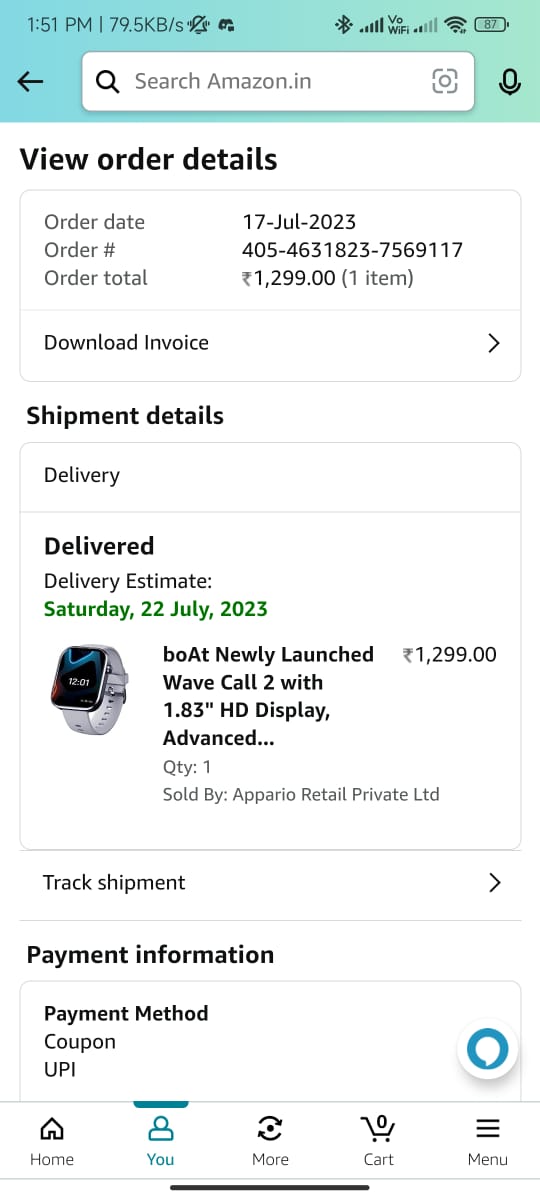 1:51 PM | 79.5KB/s
Vo
WiFi
87
Search Amazon.in
View order details
Order date 17-Jul-2023
Order # 405-4631823-7569117
Order total ₹1,299.00 (1 item)
Download Invoice
Shipment details
Delivery
Delivered
Delivery Estimate:
Saturday, 22 July, 2023
12:01
boAt Newly Launched ₹1,299.00
Wave Call 2 with
1.83" HD Display,
Advanced...
Qty: 1
Sold By: Appario Retail Private Ltd
Track shipment
Payment information
Payment Method
Coupon
UPI
0
Home You More Cart Menu